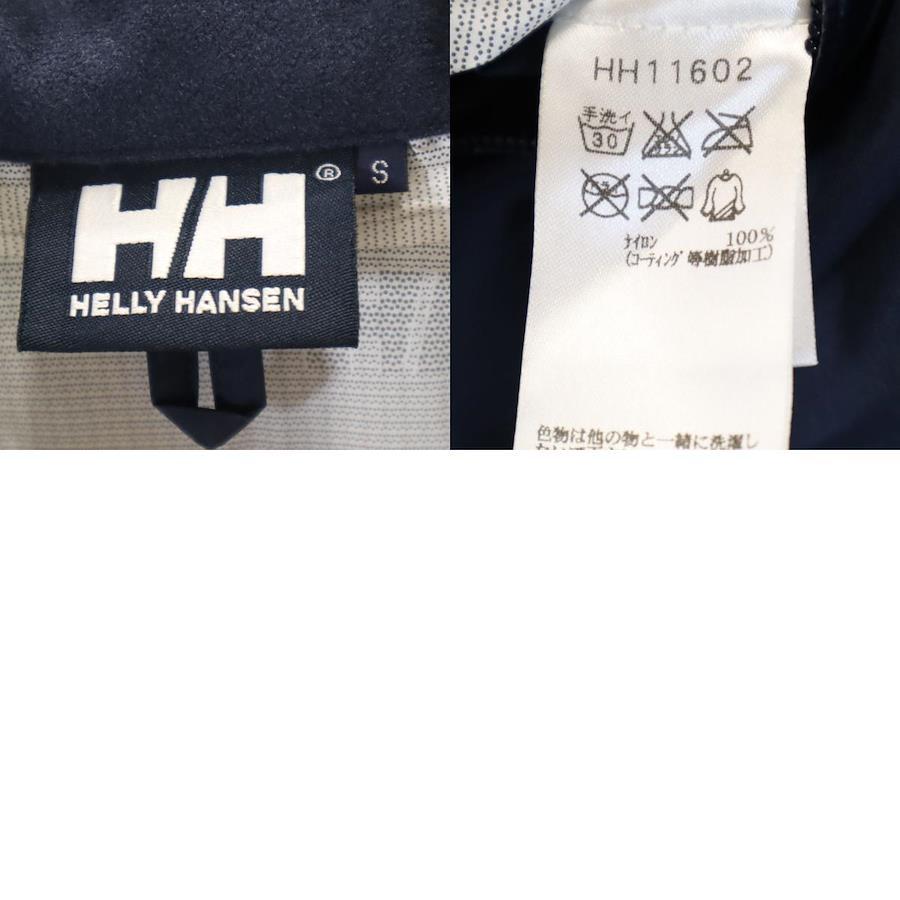 HH
®
S
HELLY HANSEN
HH11602
手洗イ
30
ナイロン 100%
(コーティング等樹脂加工)
色物は他の物と一緒に洗濯し